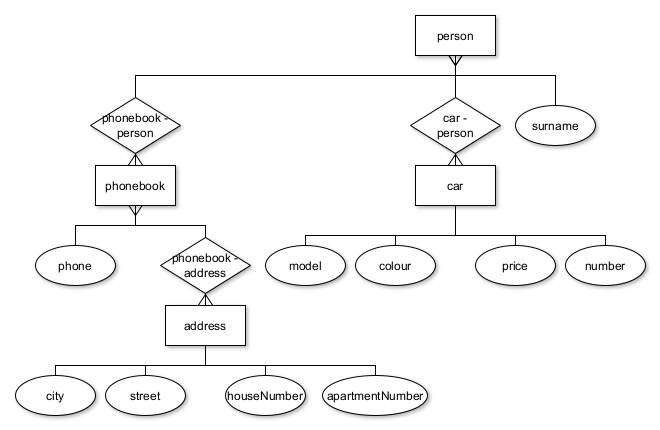 person
phonebook -
person
car -
person
surname
phonebook
car
phone
phonebook -
address
model
colour
price
number
address
city
street
houseNumber
apartmentNumber